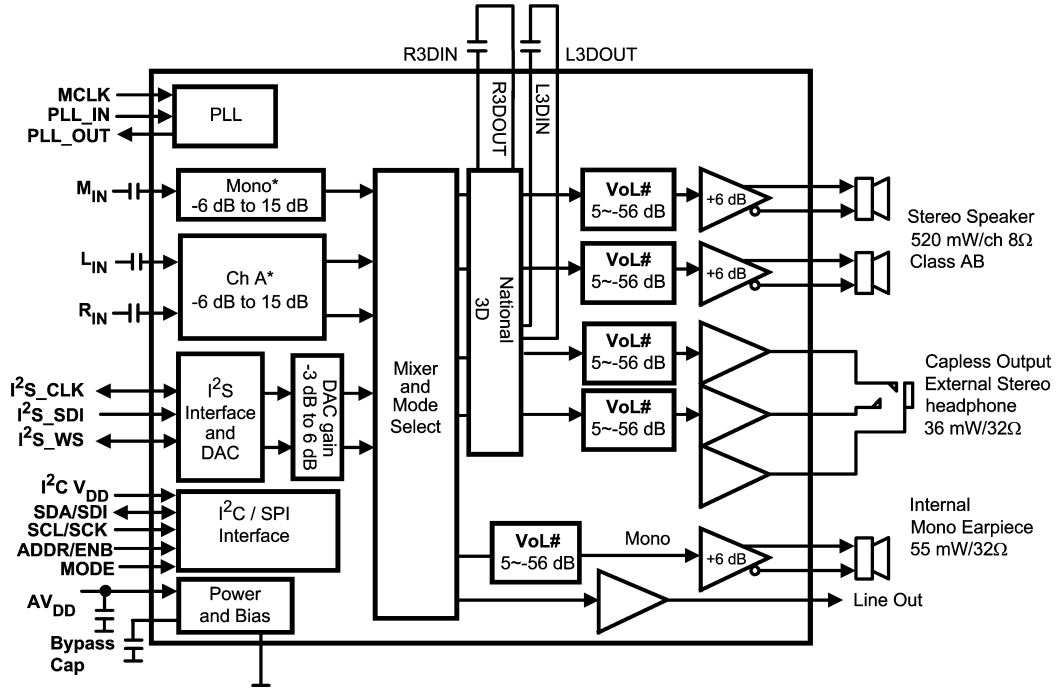 R3DIN
L3DOUT
R3DOUT
L3DIN
MCLK
PLL_IN
PLL_OUT
PLL
M_IN
Mono*
-6 dB to 15 dB
L_IN
R_IN
Ch A*
-6 dB to 15 dB
I²S_CLK
I²S_SDI
I²S_WS
I²S
Interface
and
DAC
DAC gain
-3 dB to 6 dB
I²C V_DD
SDA/SDI
SCL/SCK
ADDR/ENB
MODE
I²C / SPI
Interface
AV_DD
Bypass
Cap
Power
and Bias
Mixer
and
Mode
Select
National
3D
VoL#
5~-56 dB
+6 dB
VoL#
5~-56 dB
+6 dB
Stereo Speaker
520 mW/ch 8Ω
Class AB
VoL#
5~-56 dB
VoL#
5~-56 dB
Capless Output
External Stereo
headphone
36 mW/32Ω
VoL#
5~-56 dB
Mono
+6 dB
Internal
Mono Earpiece
55 mW/32Ω
Line Out